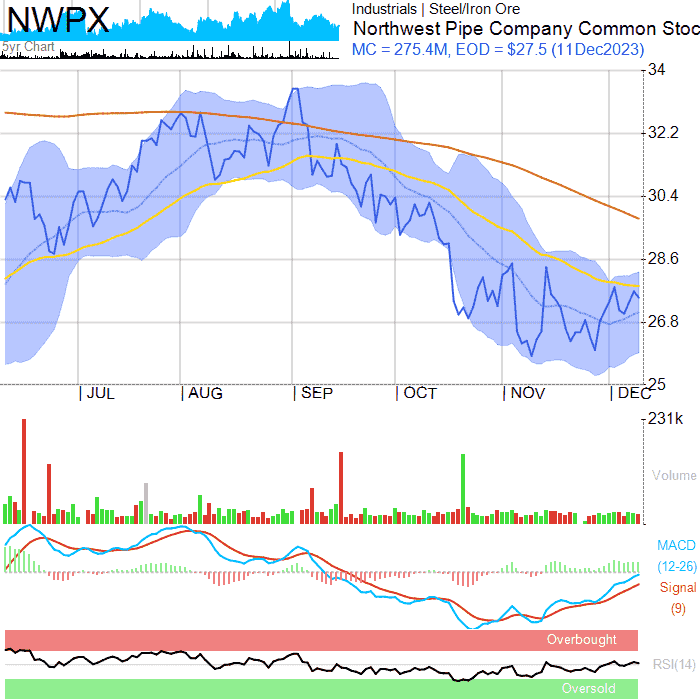 NWPX
5yr Chart
Industrials | Steel/Iron Ore
Northwest Pipe Company Common Stoc
MC = 275.4M, EOD = $27.5 (11Dec2023)
34
32.2
30.4
28.6
26.8
25
JUL AUG SEP OCT NOV DEC
231k
Volume
MACD
(12-26)
Signal
(9)
Overbought
RSI(14)
Oversold